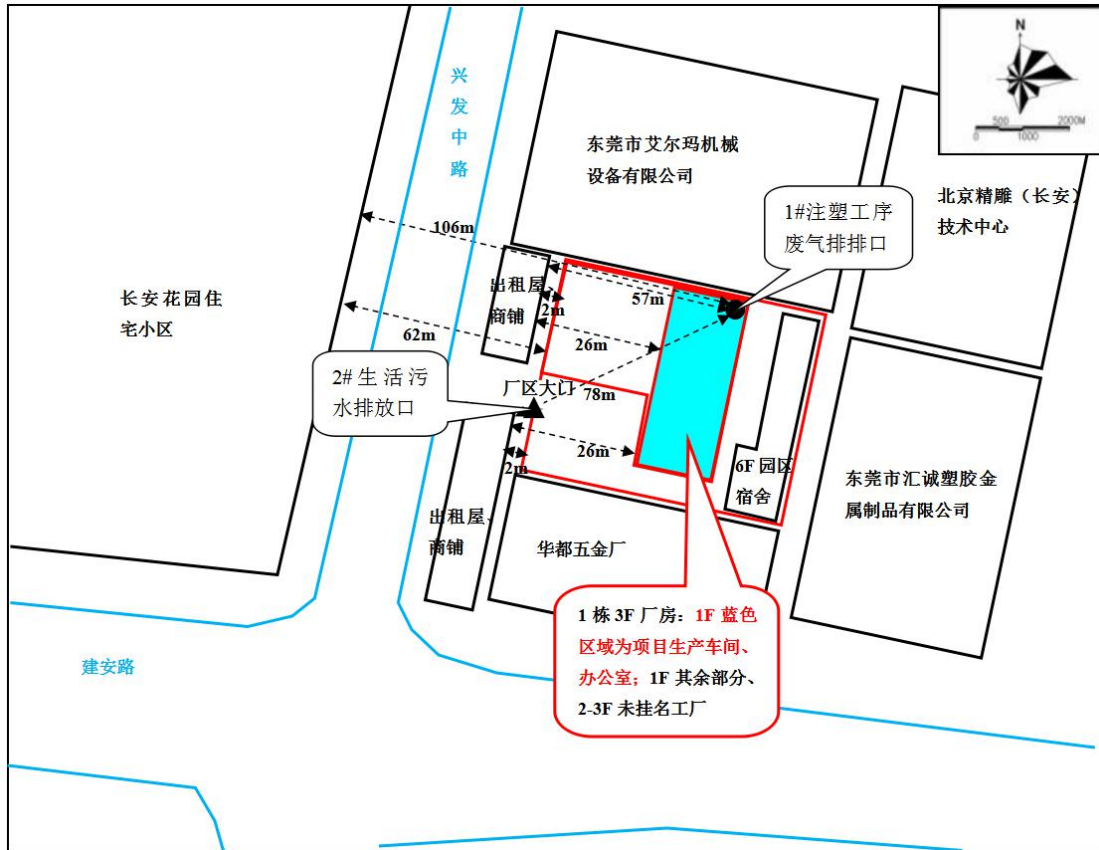 N
500
2000M
0
1000
兴
发
中
路
东莞市艾尔玛机械
设备有限公司
北京精雕（长安）
技术中心
1#注塑工序
废气排排口
106m
出租屋、
商铺
2m
57m
长安花园住
宅小区
62m
26m
2#生活污
水排放口
厂区大门
78m
26m
2m
6F 园区
宿舍
东莞市汇诚塑胶金
属制品有限公司
出租屋、
商铺
华都五金厂
1 栋 3F 厂房：1F 蓝色
区域为项目生产车间、
办公室；1F 其余部分、
2-3F 未挂名工厂
建安路